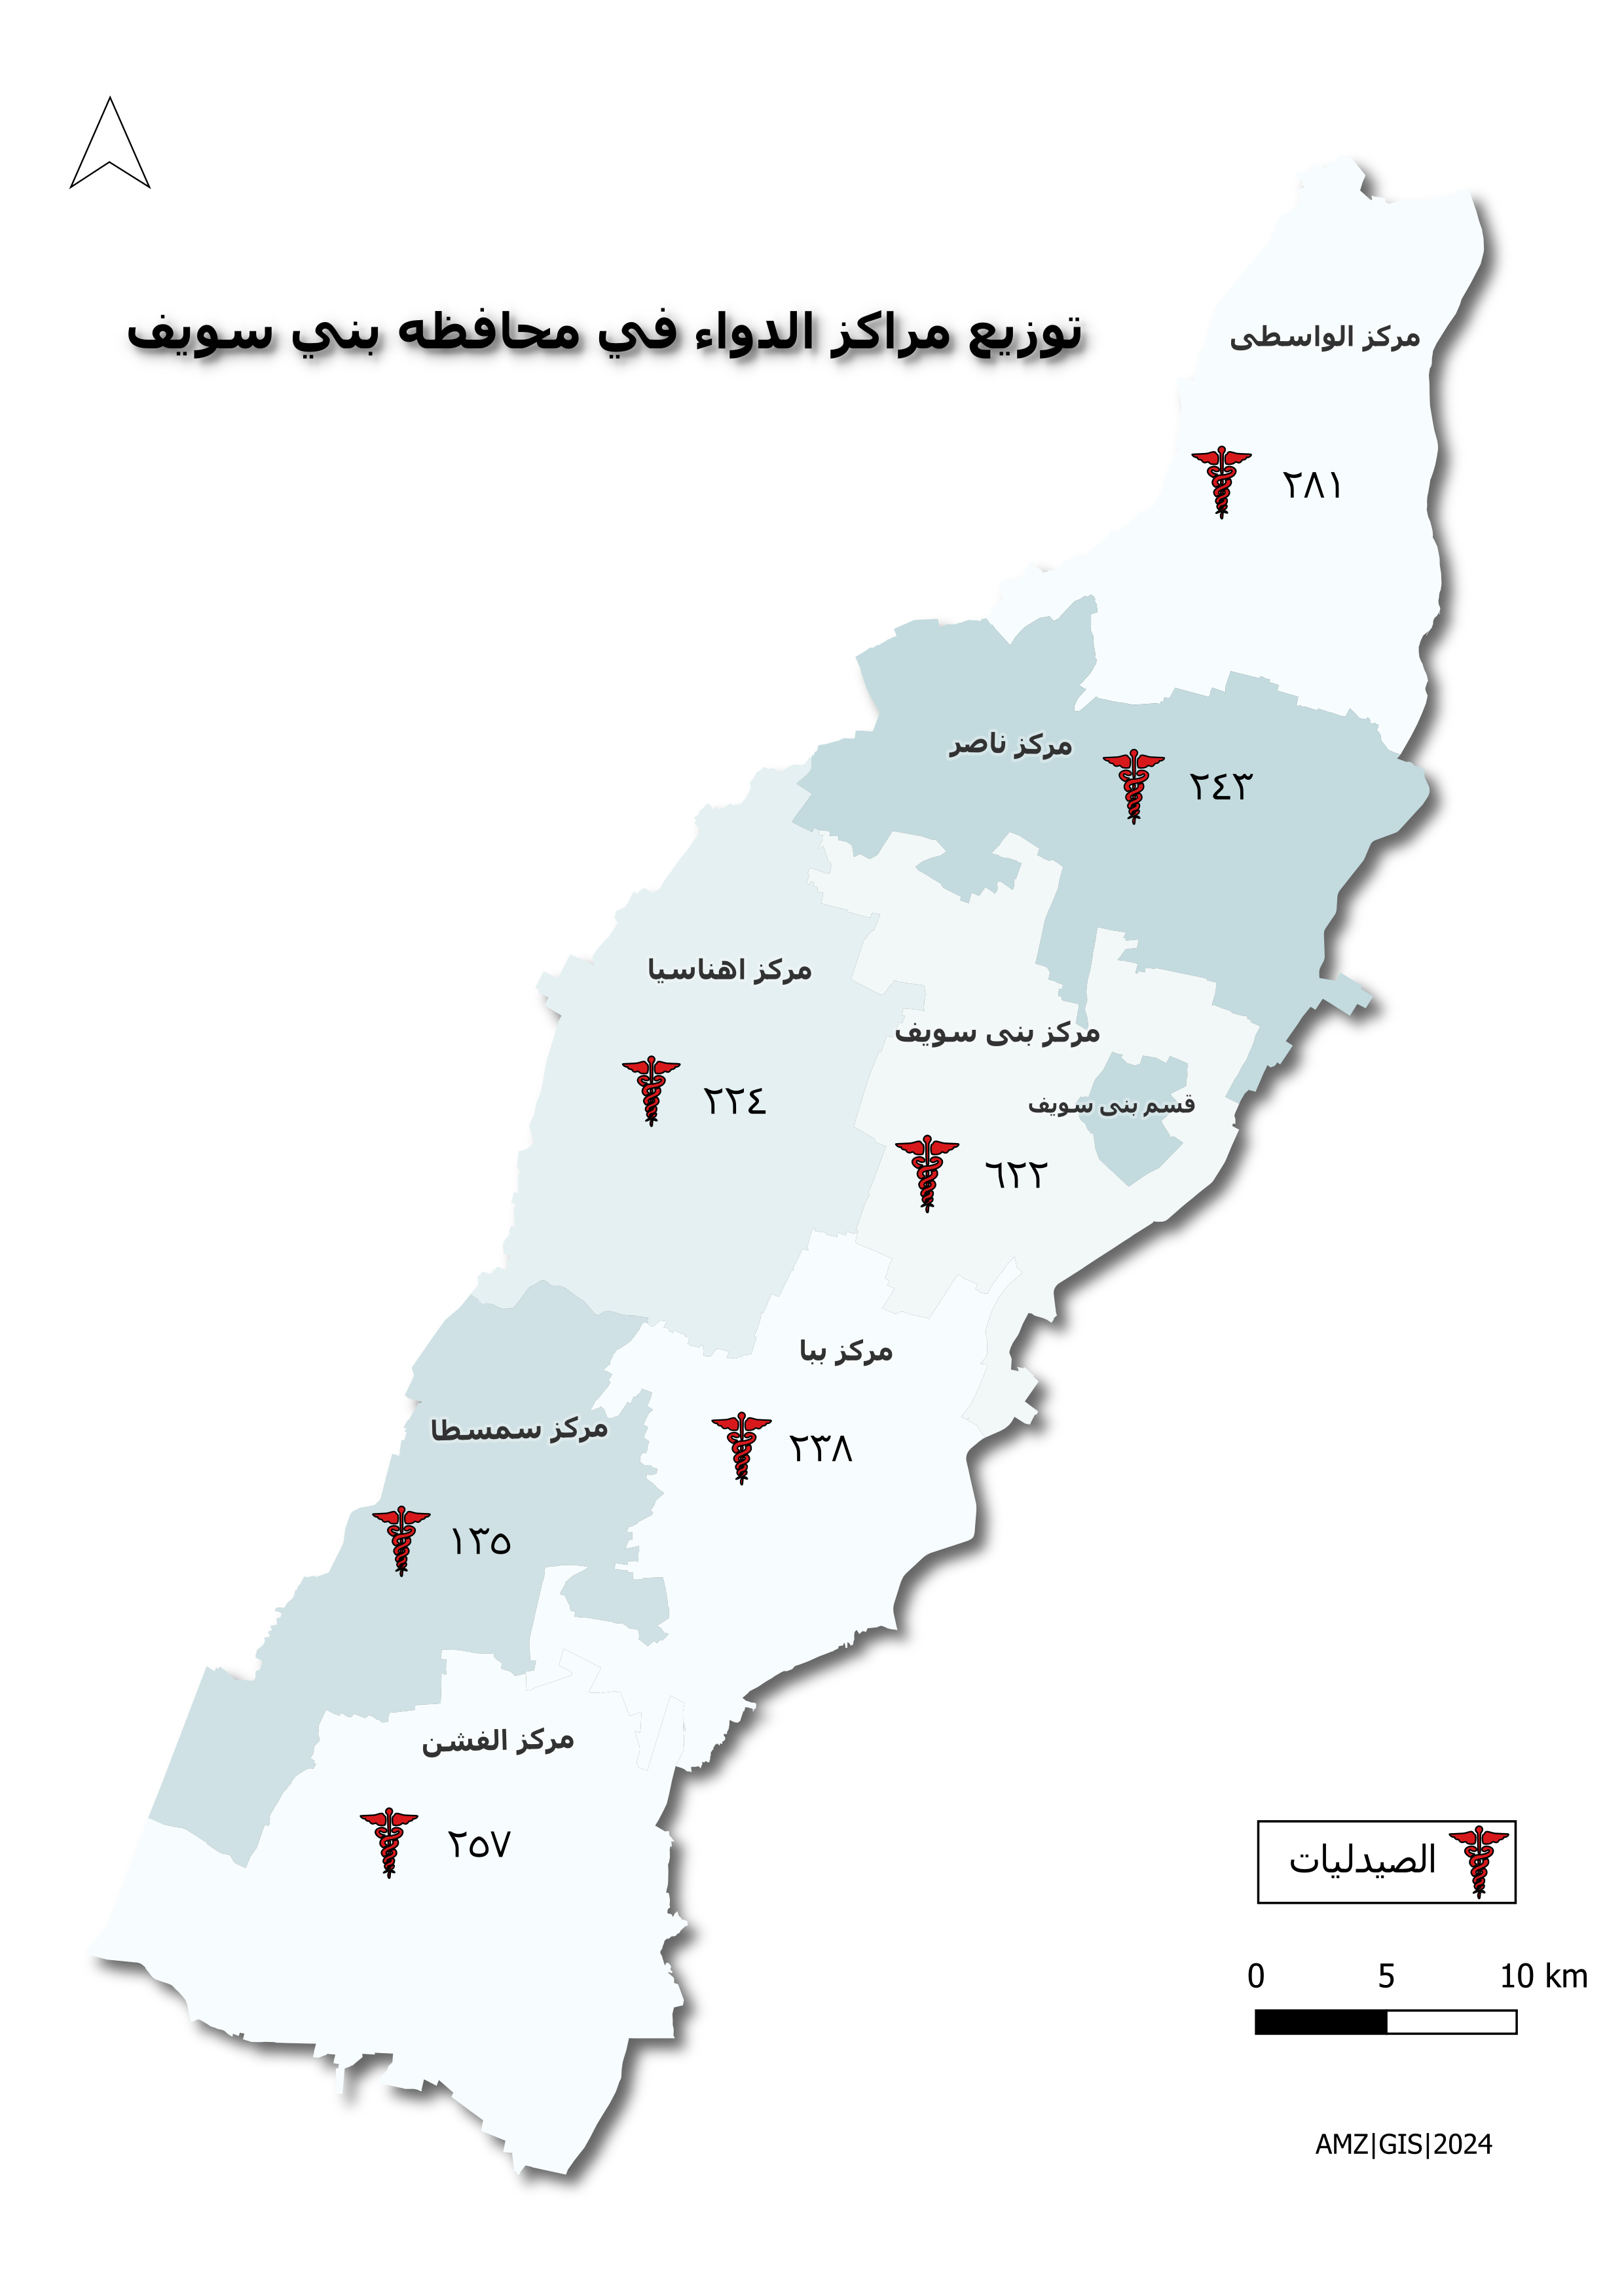 توزيع مراكز الدواء في محافظه بني سويف
مركز الواسطى
٢٨١
مركز ناصر
٢٤٣
مركز اهناسيا
٢٢٤
مركز بنى سويف
قسم بنى سويف
٦٢٢
مركز ببا
٢٣٨
مركز سمسطا
١٣٥
مركز الفشن
٢٥٧
الصيدليات
0 5 10 km
AMZ|GIS|2024